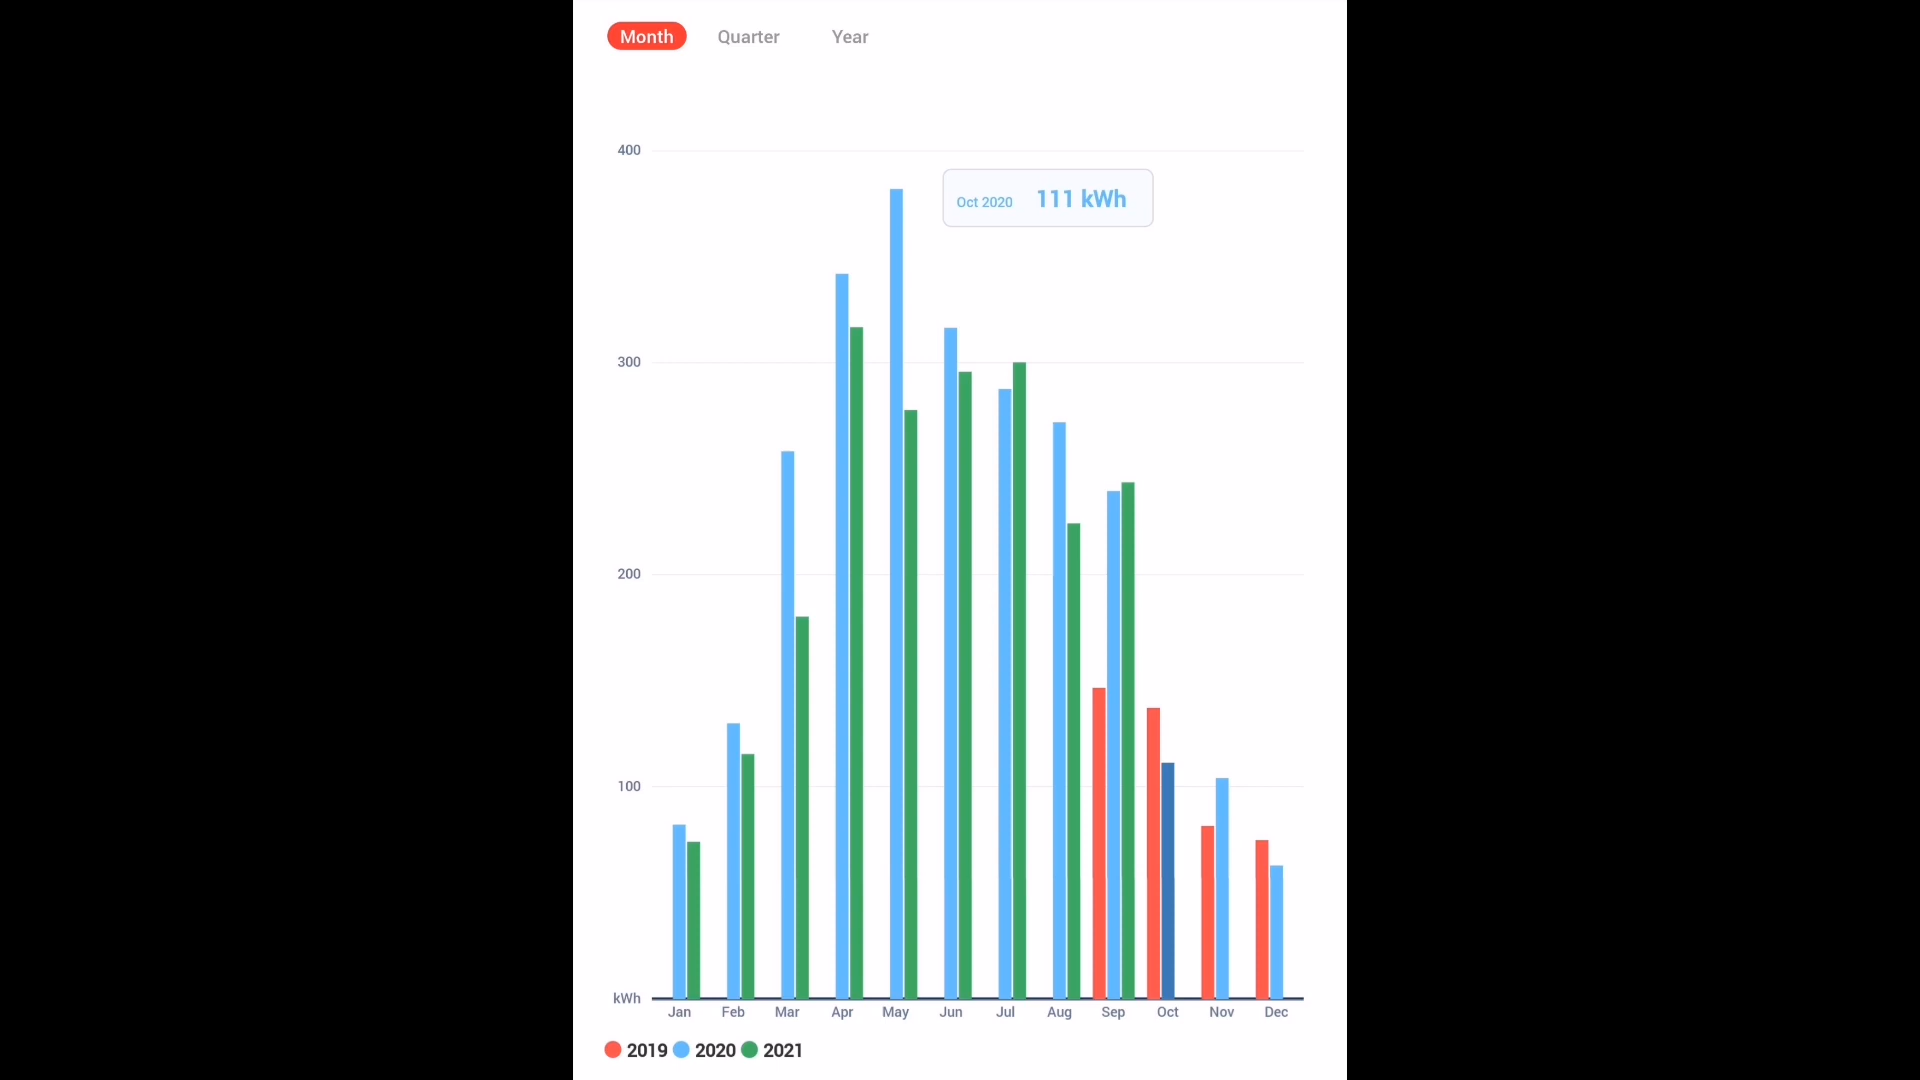 Month Quarter Year
400
Oct 2020 111 kWh
300
200
100
kWh
Jan Feb Mar Apr May Jun Jul Aug Sep Oct Nov Dec
2019 2020 2021